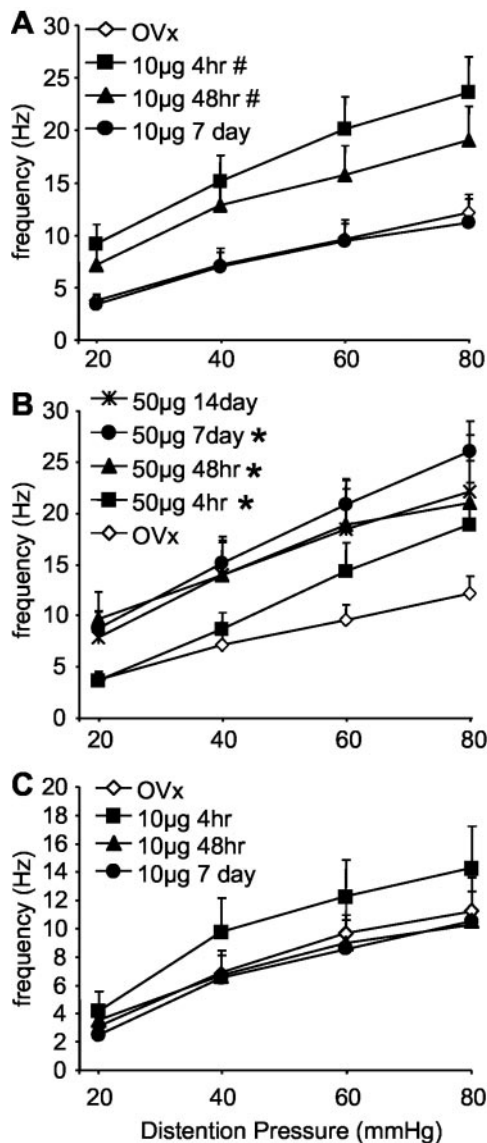 A
OVx
10µg 4hr #
10µg 48hr #
10µg 7 day
frequency (Hz)
30
25
20
15
10
5
0
20 40 60 80
B
50µg 14day
50µg 7day *
50µg 48hr *
50µg 4hr *
OVx
frequency (Hz)
30
25
20
15
10
5
0
20 40 60 80
C
OVx
10µg 4hr
10µg 48hr
10µg 7 day
frequency (Hz)
20
18
16
14
12
10
8
6
4
2
0
20 40 60 80
Distention Pressure (mmHg)